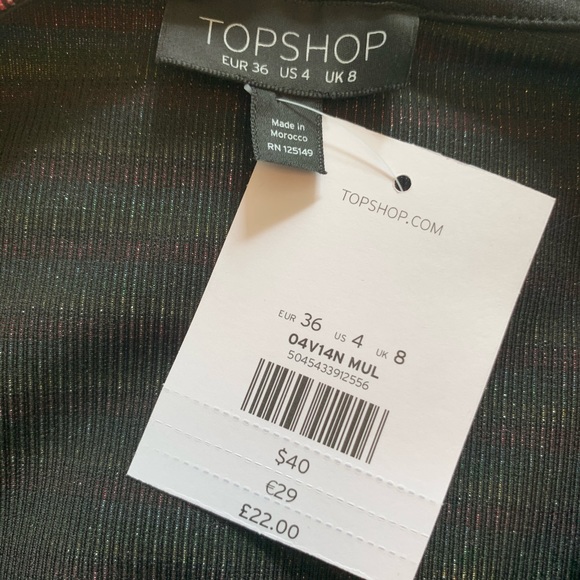 TOPSHOP
EUR 36 US 4 UK 8
Made in
Morocco
RN 125149
TOPSHOP.COM
EUR 36 US 4 UK 8
04V14N MUL
5045433912556
$40
€29
£22.00